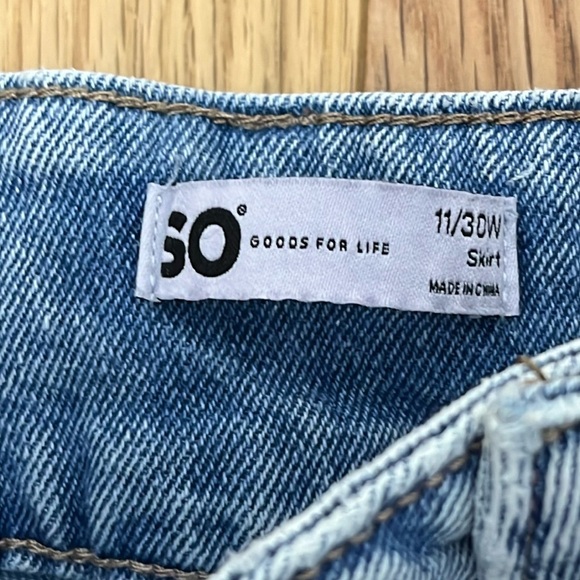 SO® GOODS FOR LIFE
11/30W
Skirt
MADE IN CHINA